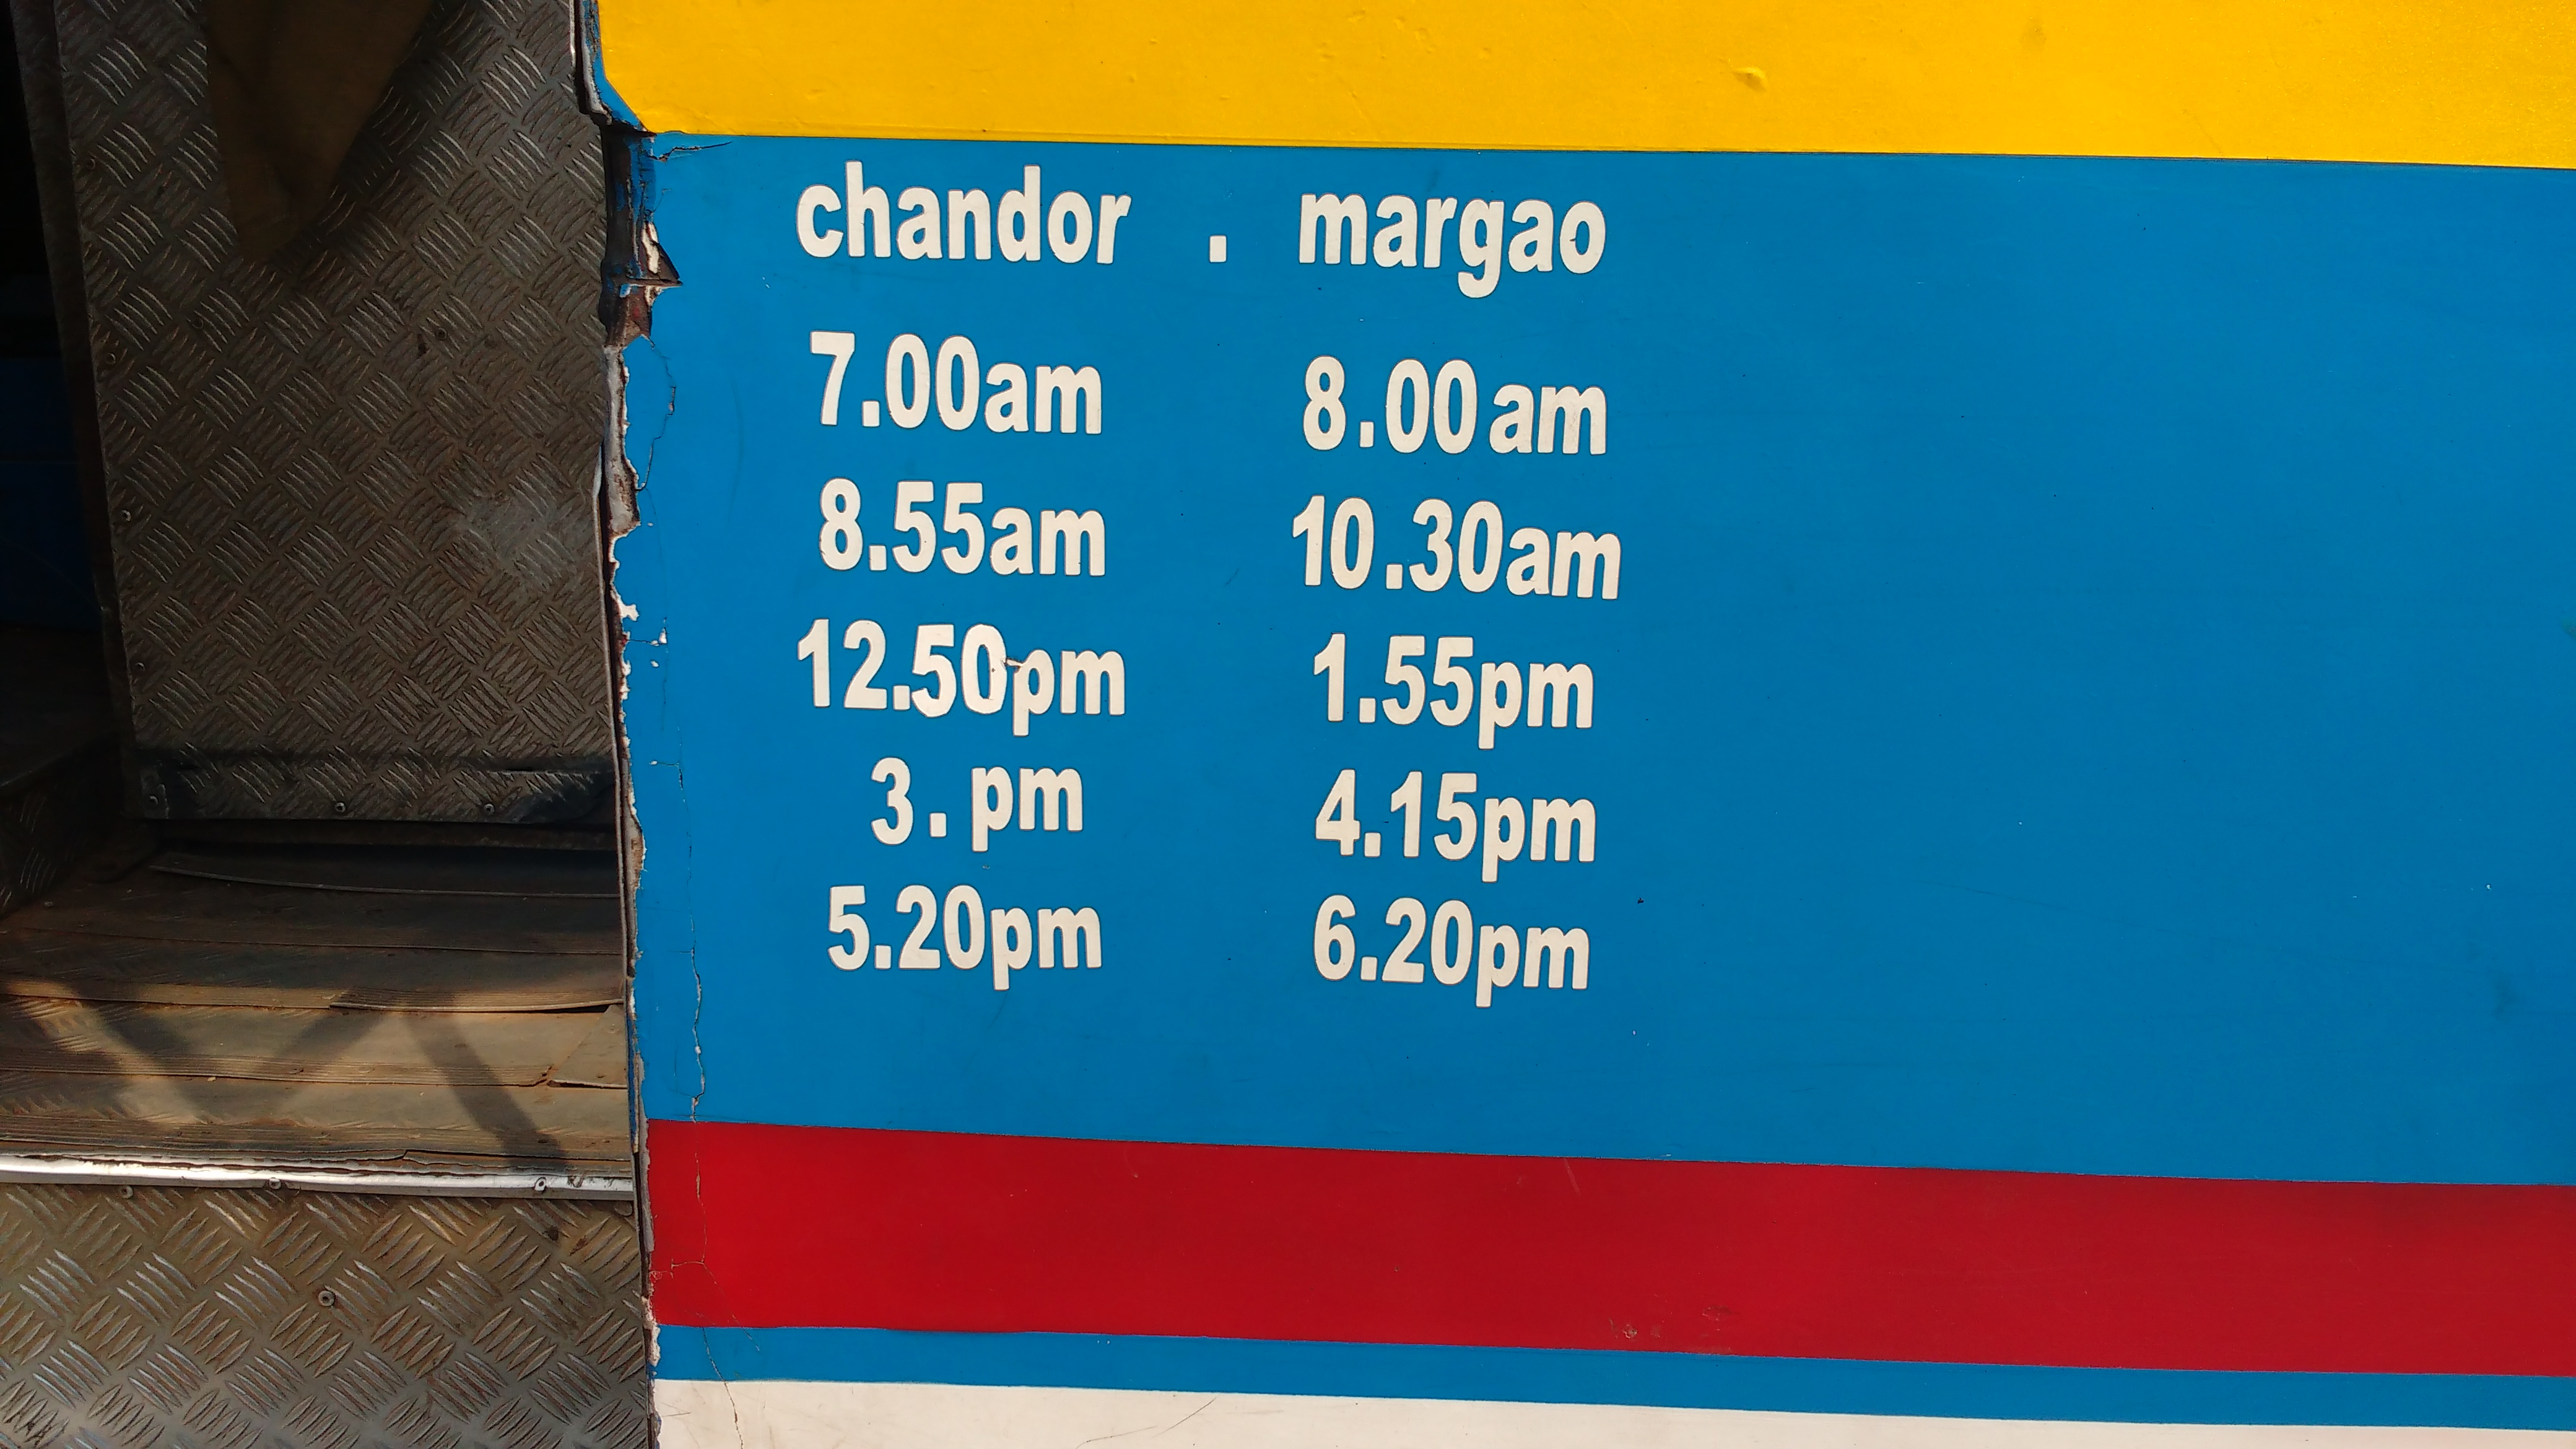 chandor . margao
7.00am 8.00 am
8.55am 10.30am
12.50pm 1.55pm
3. pm 4.15pm
5.20pm 6.20pm